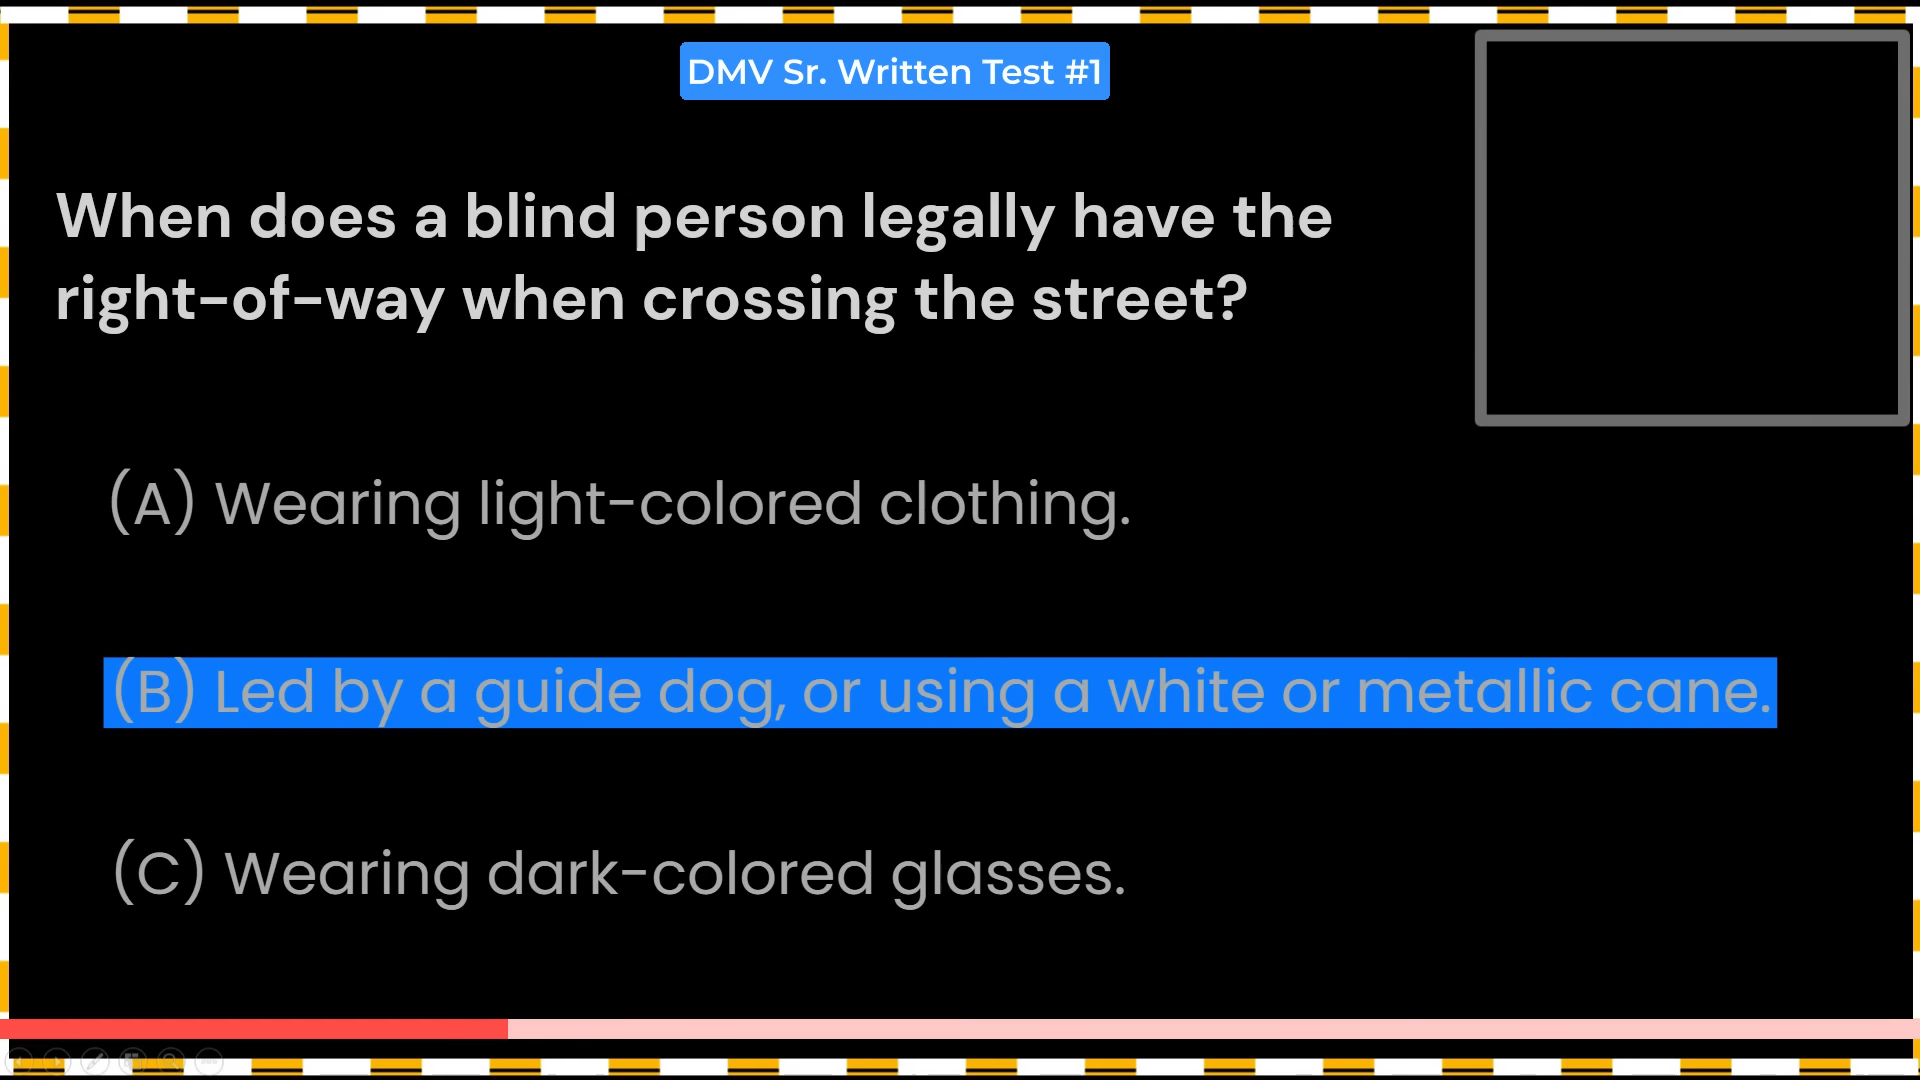 DMV Sr. Written Test #1
When does a blind person legally have the
right-of-way when crossing the street?
(A) Wearing light-colored clothing.
(B) Led by a guide dog, or using a white or metallic cane.
(C) Wearing dark-colored glasses.